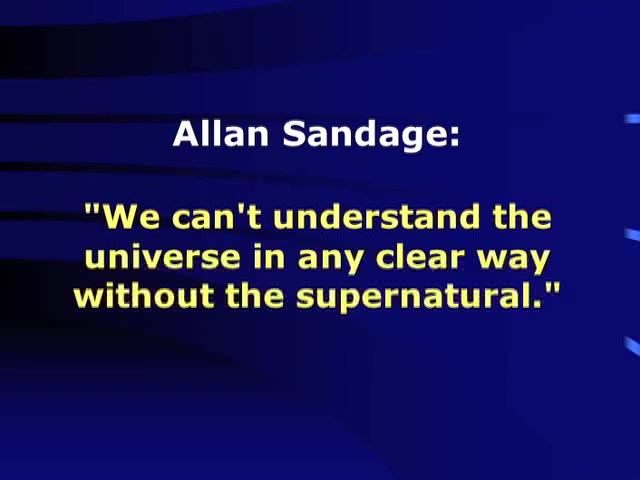 Allan Sandage:
"We can't understand the
universe in any clear way
without the supernatural."